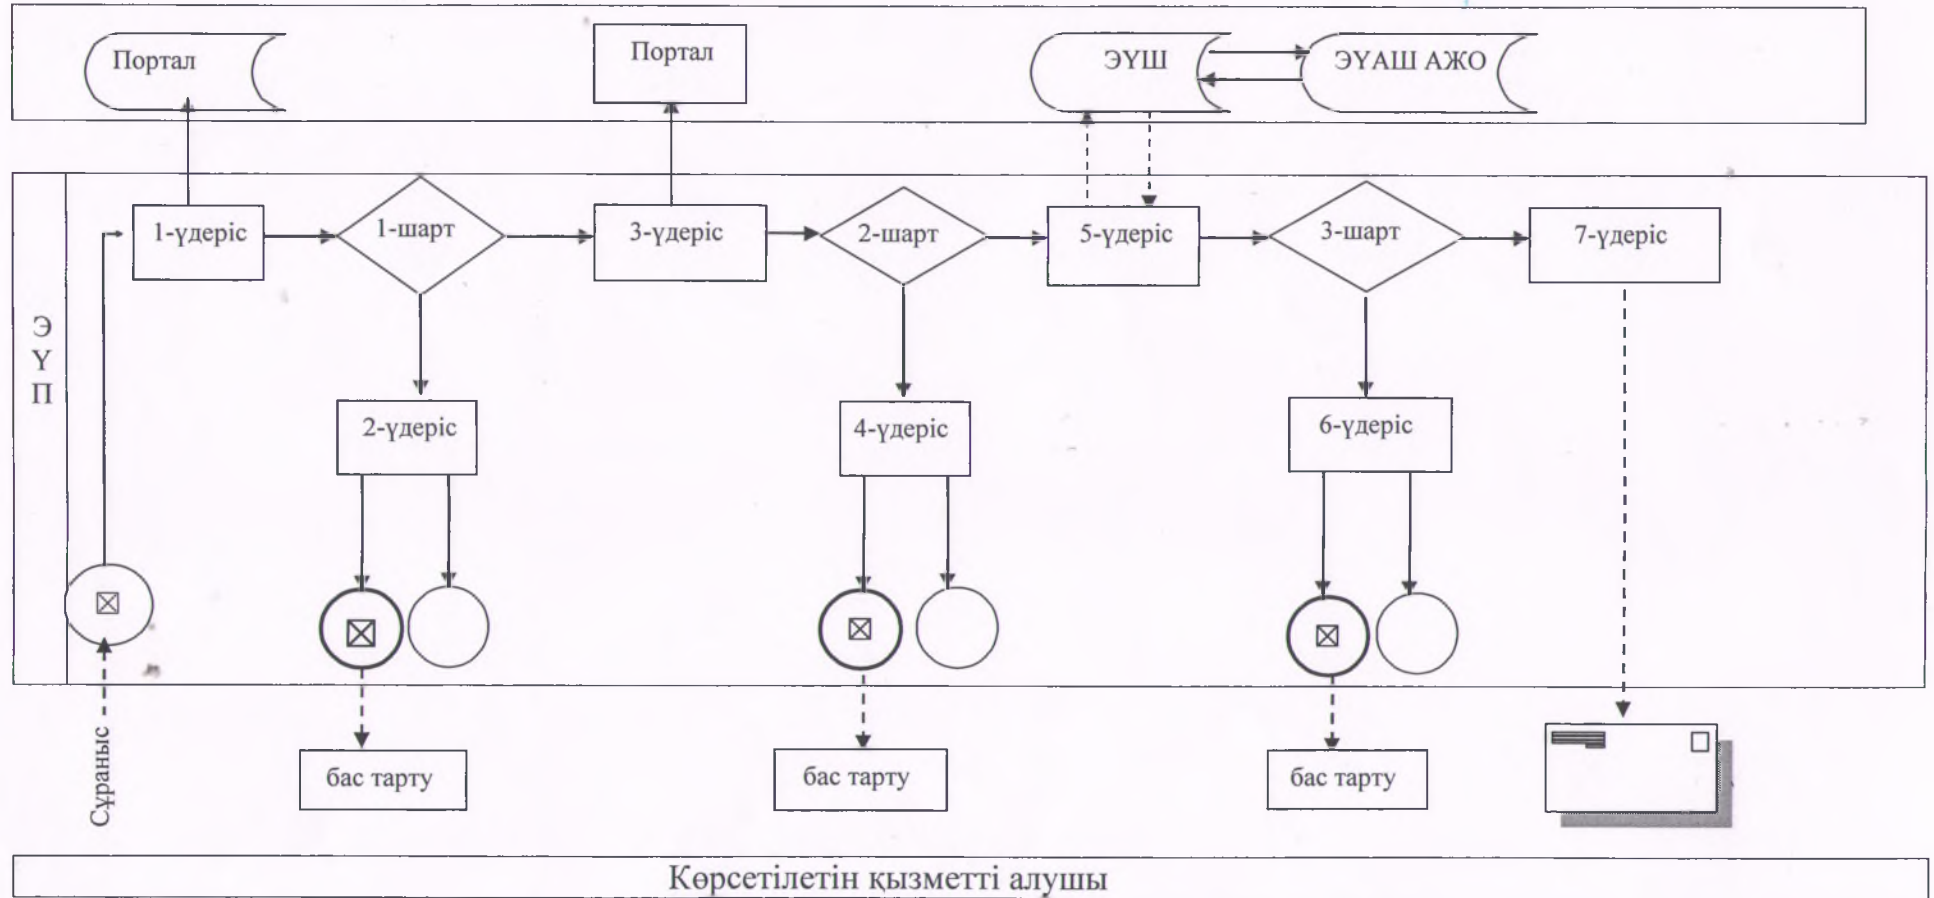 Портал
Портал
ЭҮШ
ЭҮАШ АЖО
1-үдеріс
1-шарт
3-үдеріс
2-шарт
5-үдеріс
3-шарт
7-үдеріс
Э
Ү
П
2-үдеріс
4-үдеріс
6-үдеріс
Сұраныс
бас тарту
бас тарту
бас тарту
Көрсетілетін қызметті алушы